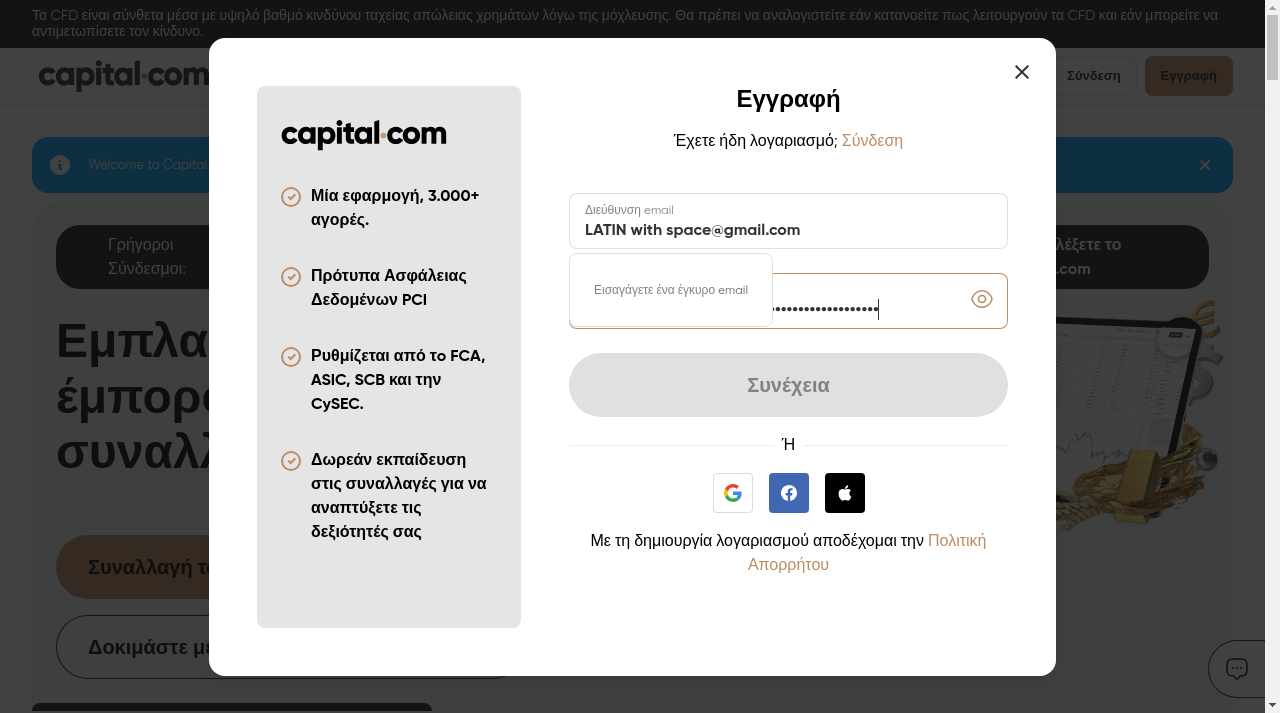 Τα CFD είναι σύνθετα μέσα με υψηλό βαθμό κινδύνου ταχείας απώλειας χρημάτων λόγω της μόχλευσης. Θα πρέπει να αναλογιστείτε εάν κατανοείτε πως λειτουργούν τα CFD και εάν μπορείτε να
αντιμετωπίσετε τον κίνδυνο.
capital.com
Σύνδεση
Εγγραφή
Welcome to Capital
Γρήγοροι
Σύνδεσμοι:
λέξετε το
.com
Εμπλα
έμπορο
συναλλ
Συναλλαγή τ
Δοκιμάστε με
capital.com
Μία εφαρμογή, 3.000+
αγορές.
Πρότυπα Ασφάλειας
Δεδομένων PCI
Ρυθμίζεται από το FCA,
ASIC, SCB και την
CySEC.
Δωρεάν εκπαίδευση
στις συναλλαγές για να
αναπτύξετε τις
δεξιότητές σας
Εγγραφή
Έχετε ήδη λογαριασμό; Σύνδεση
Διεύθυνση email
LATIN with space@gmail.com
Εισαγάγετε ένα έγκυρο email
Συνέχεια
Ή
Με τη δημιουργία λογαριασμού αποδέχομαι την Πολιτική
Απορρήτου